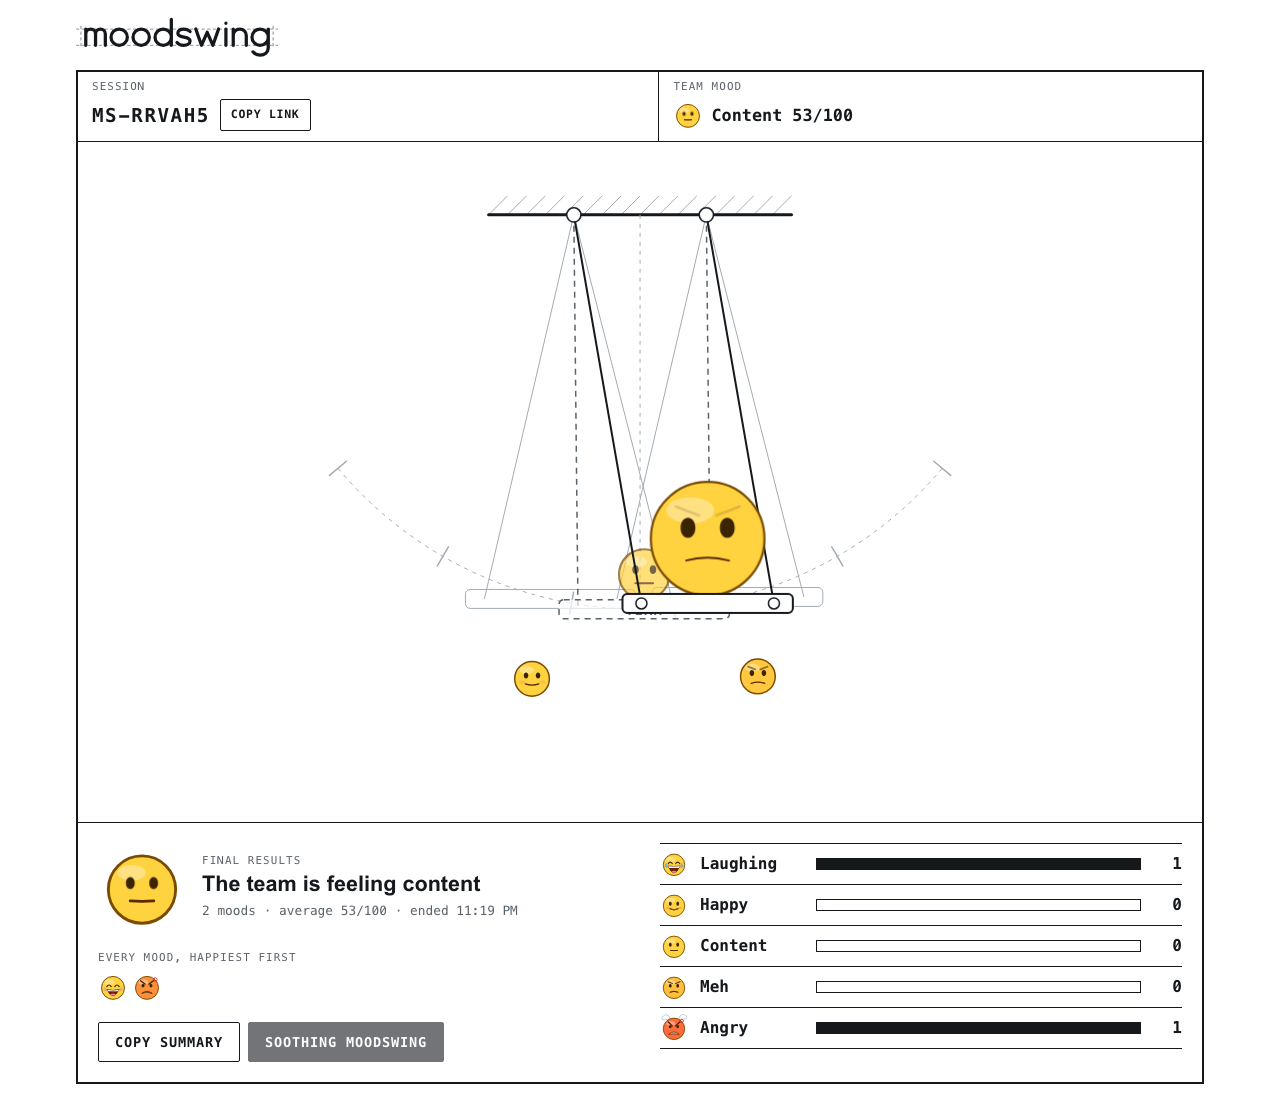 moodswing
SESSION
MS–RRVAH5
COPY LINK
TEAM MOOD
Content 53/100
FINAL RESULTS
The team is feeling content
2 moods · average 53/100 · ended 11:19 PM
EVERY MOOD, HAPPIEST FIRST
COPY SUMMARY
SOOTHING MOODSWING
Laughing 1
Happy 0
Content 0
Meh 0
Angry 1